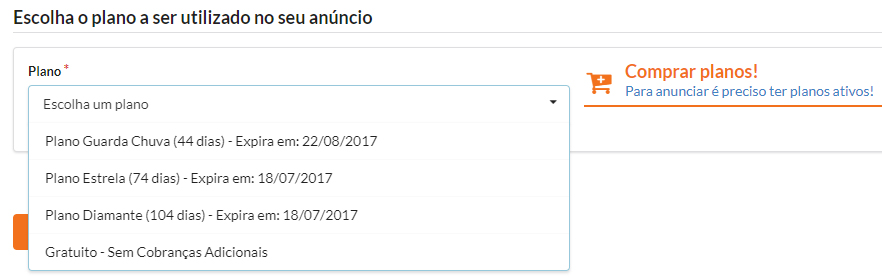 Escolha o plano a ser utilizado no seu anúncio
Plano *
Escolha um plano
Plano Guarda Chuva (44 dias) - Expira em: 22/08/2017
Plano Estrela (74 dias) - Expira em: 18/07/2017
Plano Diamante (104 dias) - Expira em: 18/07/2017
Gratuito - Sem Cobranças Adicionais
Comprar planos!
Para anunciar é preciso ter planos ativos!